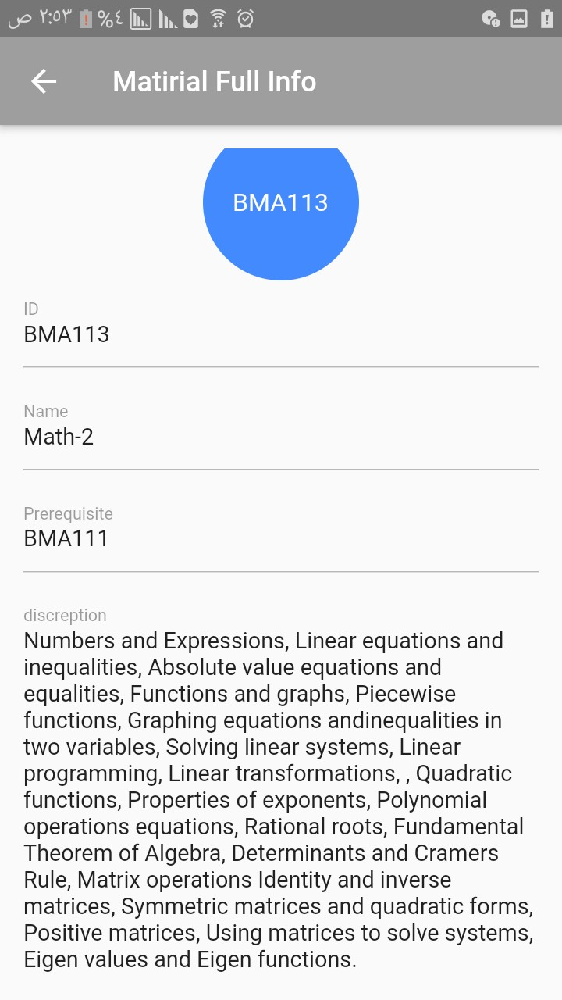 ص ٢:٥٣ %٤
Matirial Full Info
BMA113
ID
BMA113
Name
Math-2
Prerequisite
BMA111
discreption
Numbers and Expressions, Linear equations and
inequalities, Absolute value equations and
equalities, Functions and graphs, Piecewise
functions, Graphing equations andinequalities in
two variables, Solving linear systems, Linear
programming, Linear transformations, , Quadratic
functions, Properties of exponents, Polynomial
operations equations, Rational roots, Fundamental
Theorem of Algebra, Determinants and Cramers
Rule, Matrix operations Identity and inverse
matrices, Symmetric matrices and quadratic forms,
Positive matrices, Using matrices to solve systems,
Eigen values and Eigen functions.